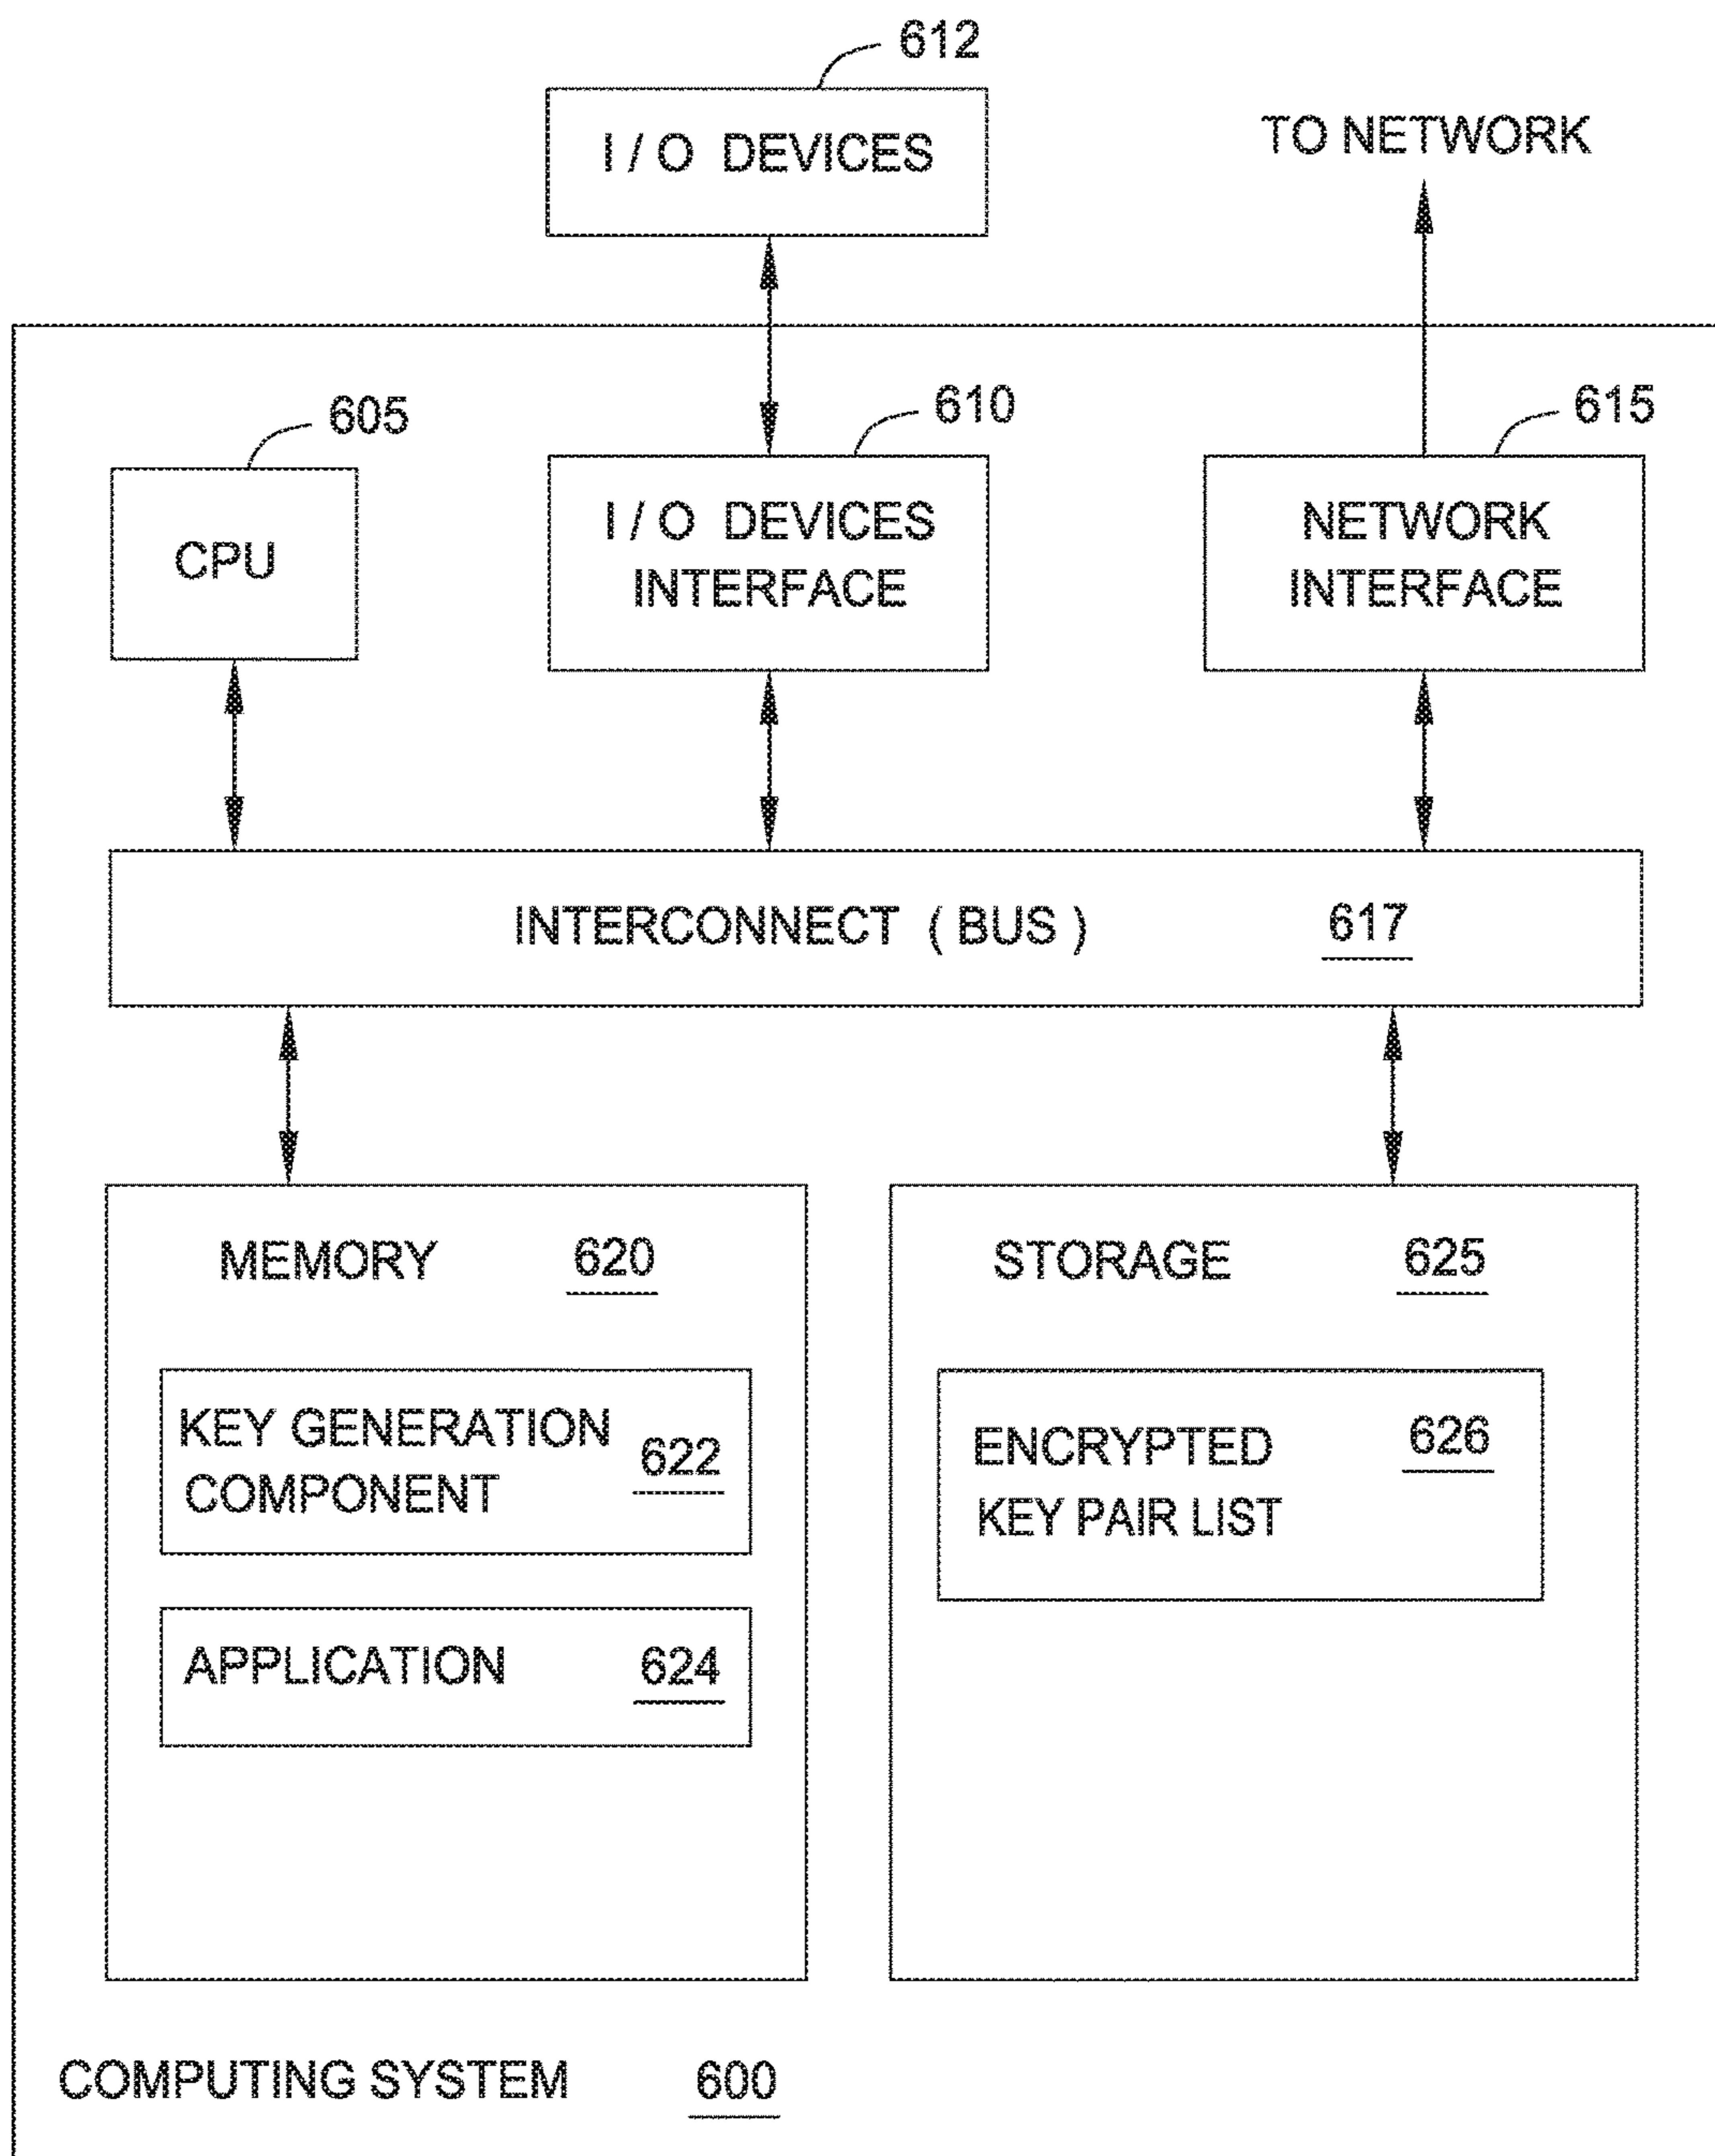 612
I / O DEVICES
TO NETWORK
605
610
615
CPU
I / O DEVICES
INTERFACE
NETWORK
INTERFACE
INTERCONNECT ( BUS ) 617
MEMORY 620
KEY GENERATION
COMPONENT 622
APPLICATION 624
STORAGE 625
ENCRYPTED 626
KEY PAIR LIST
COMPUTING SYSTEM 600